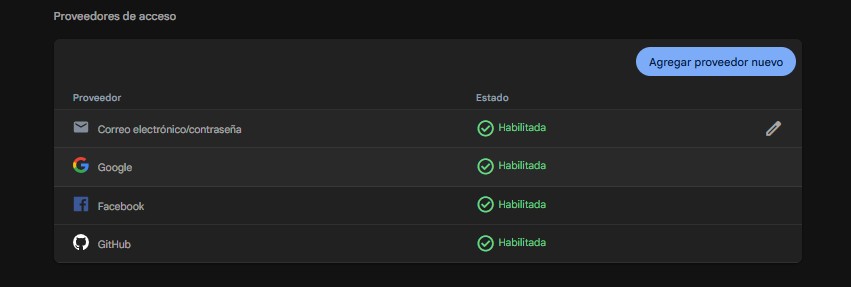 Proveedores de acceso
Agregar proveedor nuevo
Proveedor Estado
Correo electrónico/contraseña Habilitada
Google Habilitada
Facebook Habilitada
GitHub Habilitada